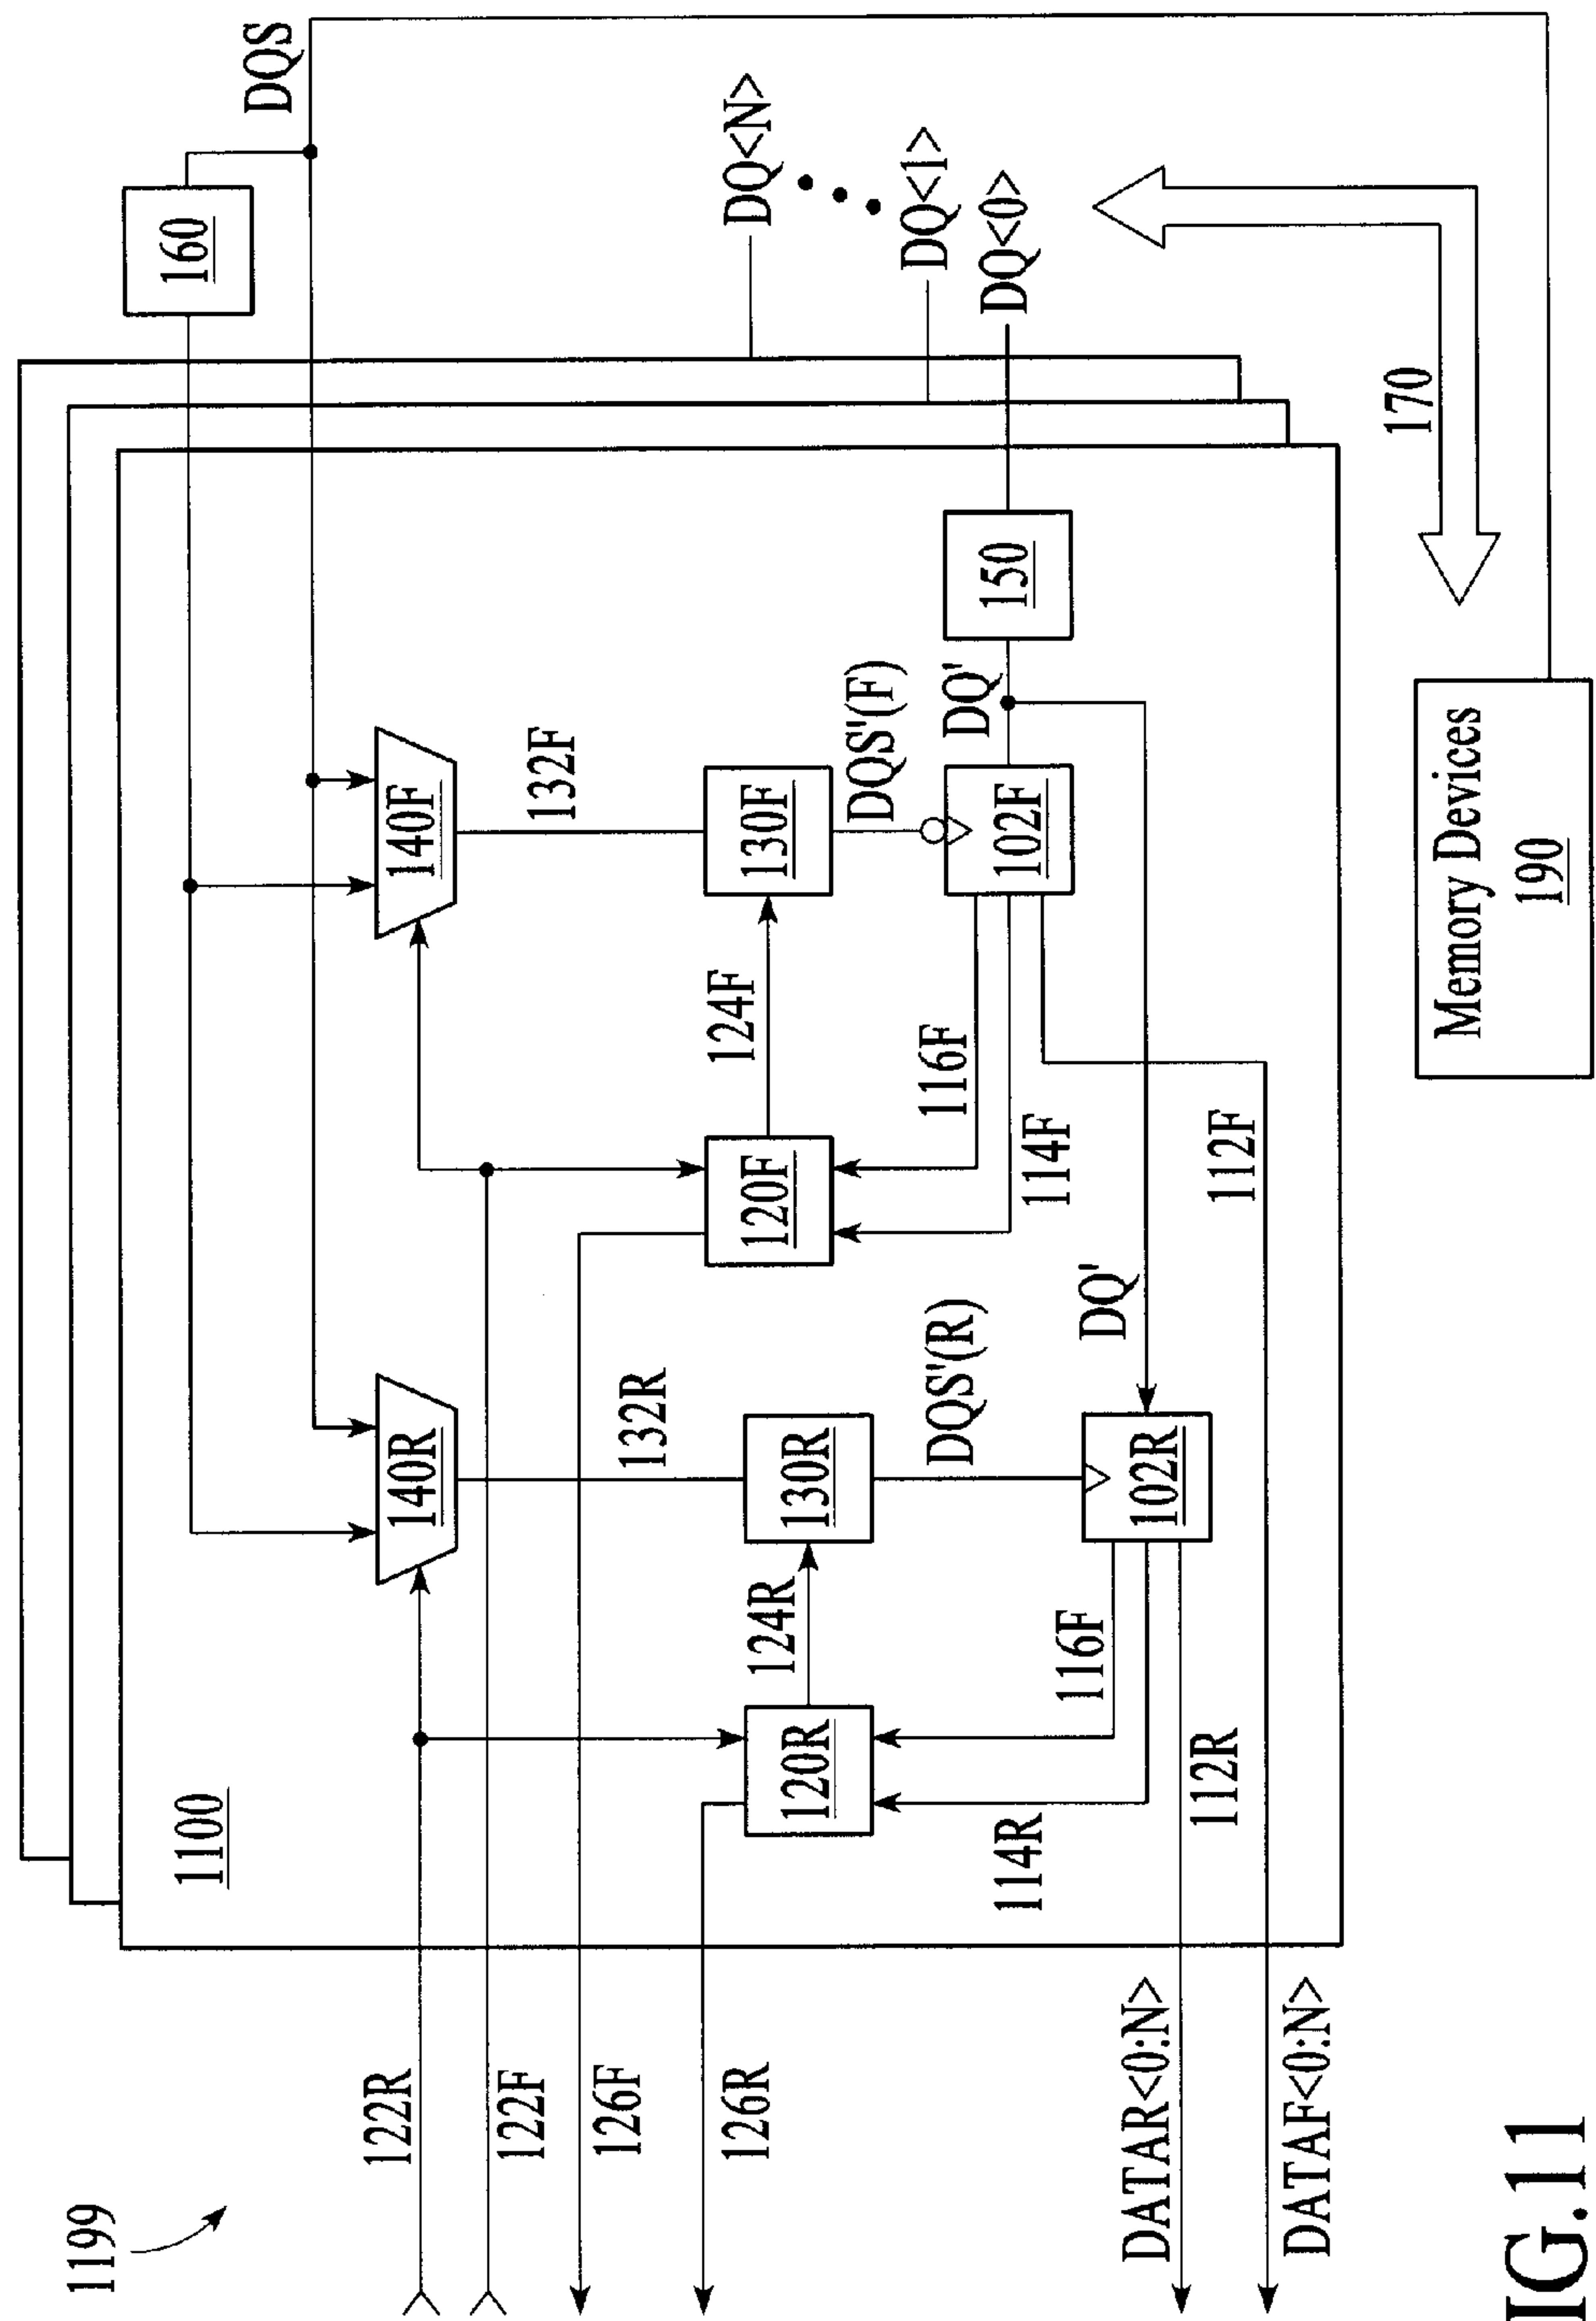 1199
1100
160
DQS
122R
122F
126F
126R
140R
140F
132R
132F
120R
124R
130R
120F
124F
130F
DQS'(R)
DQS'(F)
116F
114R
112R
102R
DQ'
116F
114F
112F
102F
DQ'
150
DQ<N>
DQ<1>
DQ<0>
170
DATAR<0:N>
DATAF<0:N>
Memory Devices
190
IG.11